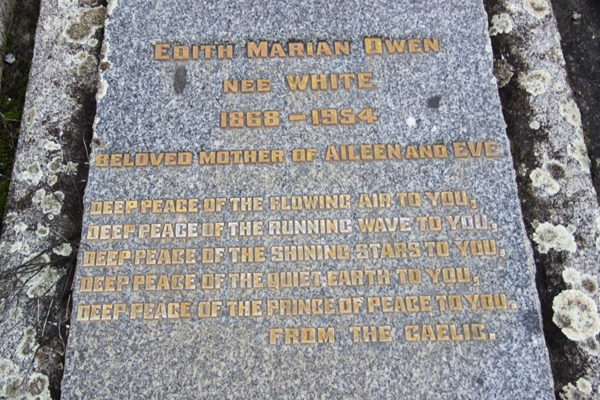 EDITH MARIAN OWEN
NEE WHITE
1868 – 1954
BELOVED MOTHER OF AILEEN AND EVE
DEEP PEACE OF THE FLOWING AIR TO YOU,
DEEP PEACE OF THE RUNNING WAVE TO YOU,
DEEP PEACE OF THE SHINING STARS TO YOU,
DEEP PEACE OF THE QUIET EARTH TO YOU,
DEEP PEACE OF THE PRINCE OF PEACE TO YOU.
FROM THE GAELIC.